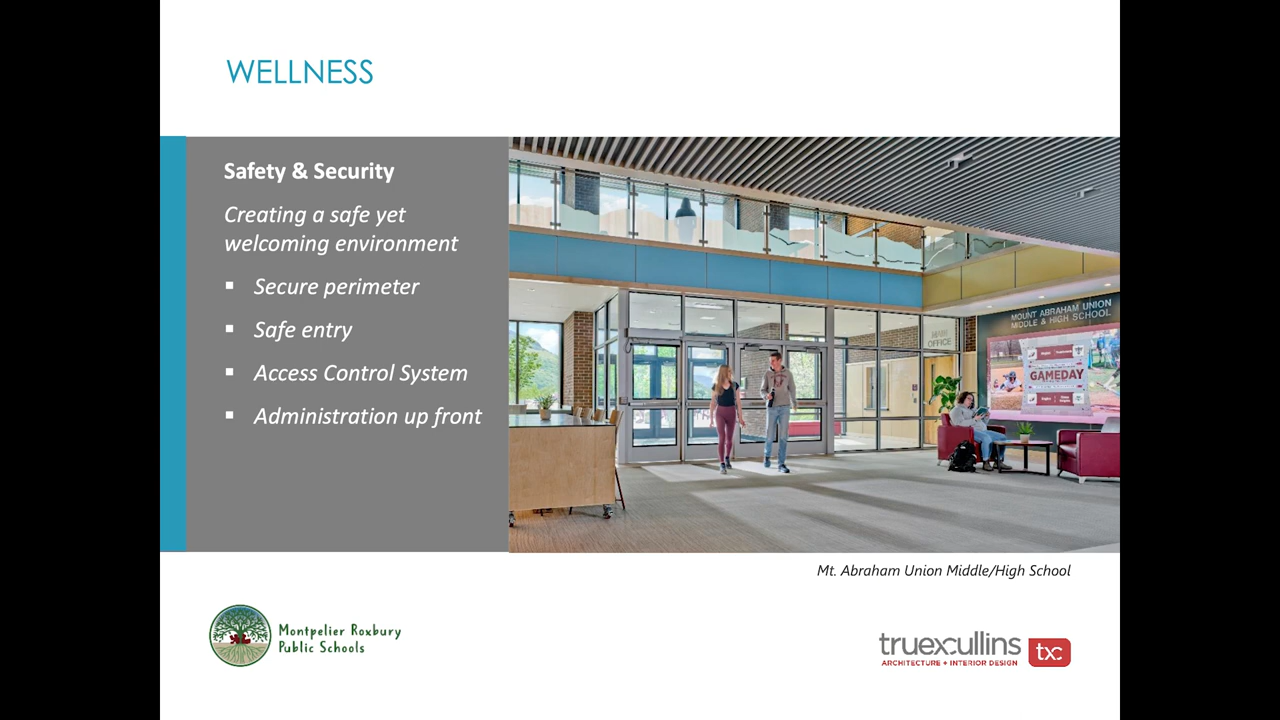 WELLNESS
Safety & Security
Creating a safe yet
welcoming environment
▪ Secure perimeter
▪ Safe entry
▪ Access Control System
▪ Administration up front
MAIN
OFFICE
MOUNT ABRAHAM UNION
MIDDLE & HIGH SCHOOL
GAMEDAY
Mt. Abraham Union Middle/High School
Montpelier Roxbury
Public Schools
truexcullins
ARCHITECTURE + INTERIOR DESIGN
txc